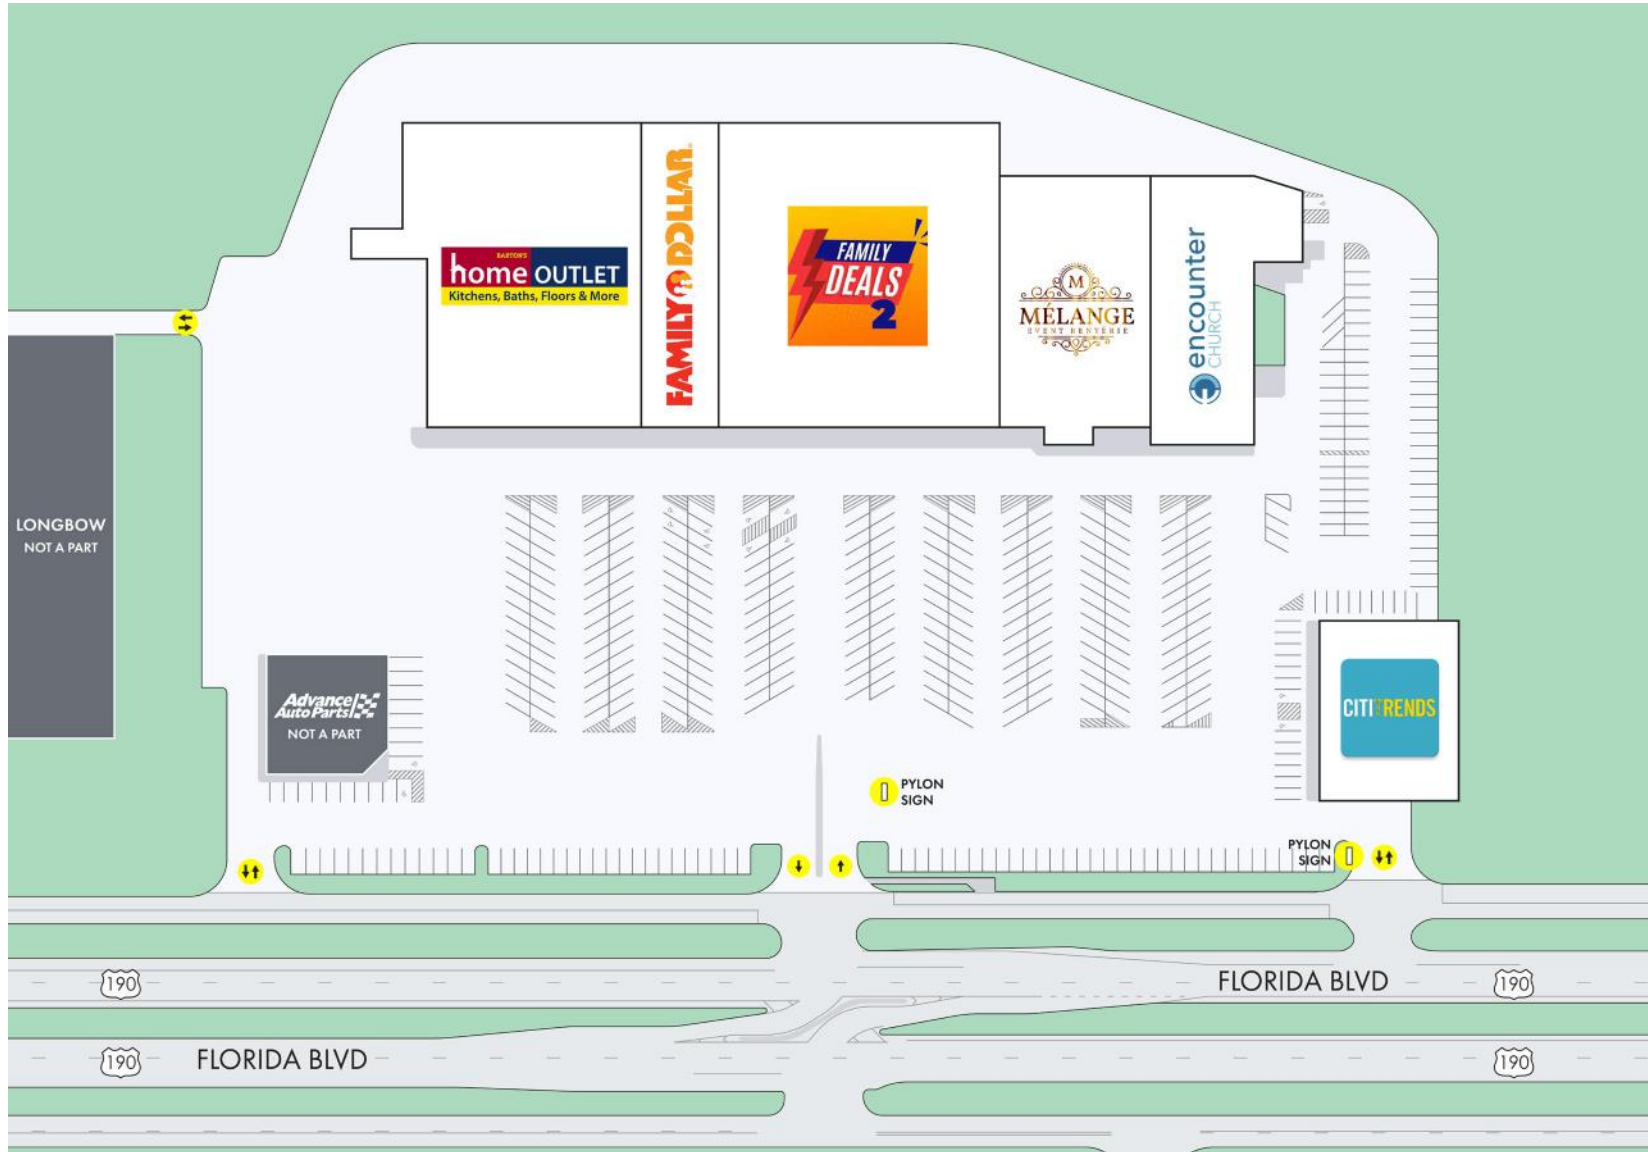 BARTON'S
home OUTLET
Kitchens, Baths, Floors & More
FAMILY DOLLAR
FAMILY
DEALS
2
M
MÉLANGE
EVENT RENTERIE
encounter
CHURCH
LONGBOW
NOT A PART
Advance
Auto Parts
NOT A PART
CITI TRENDS
PYLON
SIGN
PYLON
SIGN
190
FLORIDA BLVD
190
190
FLORIDA BLVD
190